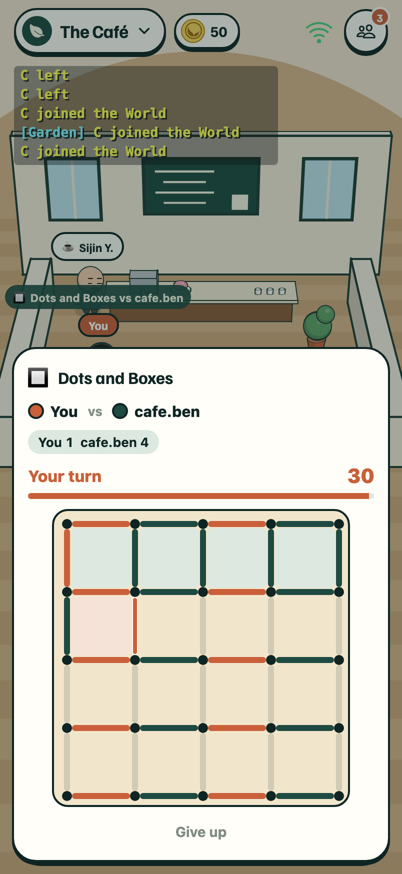 The Café
50
3
C left
C left
C joined the World
[Garden] C joined the World
C joined the World
Sijin Y.
Dots and Boxes vs cafe.ben
You
Dots and Boxes
You vs cafe.ben
You 1 cafe.ben 4
Your turn 30
Give up